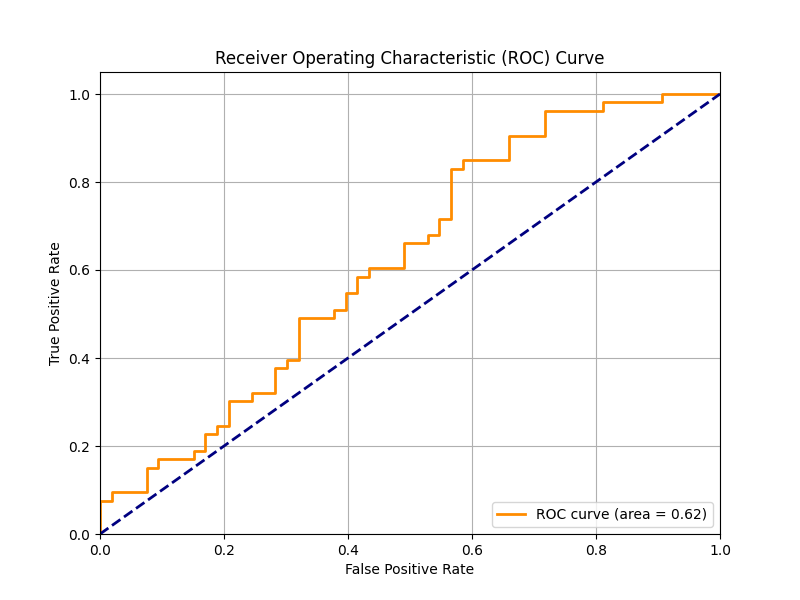 Receiver Operating Characteristic (ROC) Curve
True Positive Rate
1.0
0.8
0.6
0.4
0.2
0.0
ROC curve (area = 0.62)
0.0 0.2 0.4 0.6 0.8 1.0
False Positive Rate